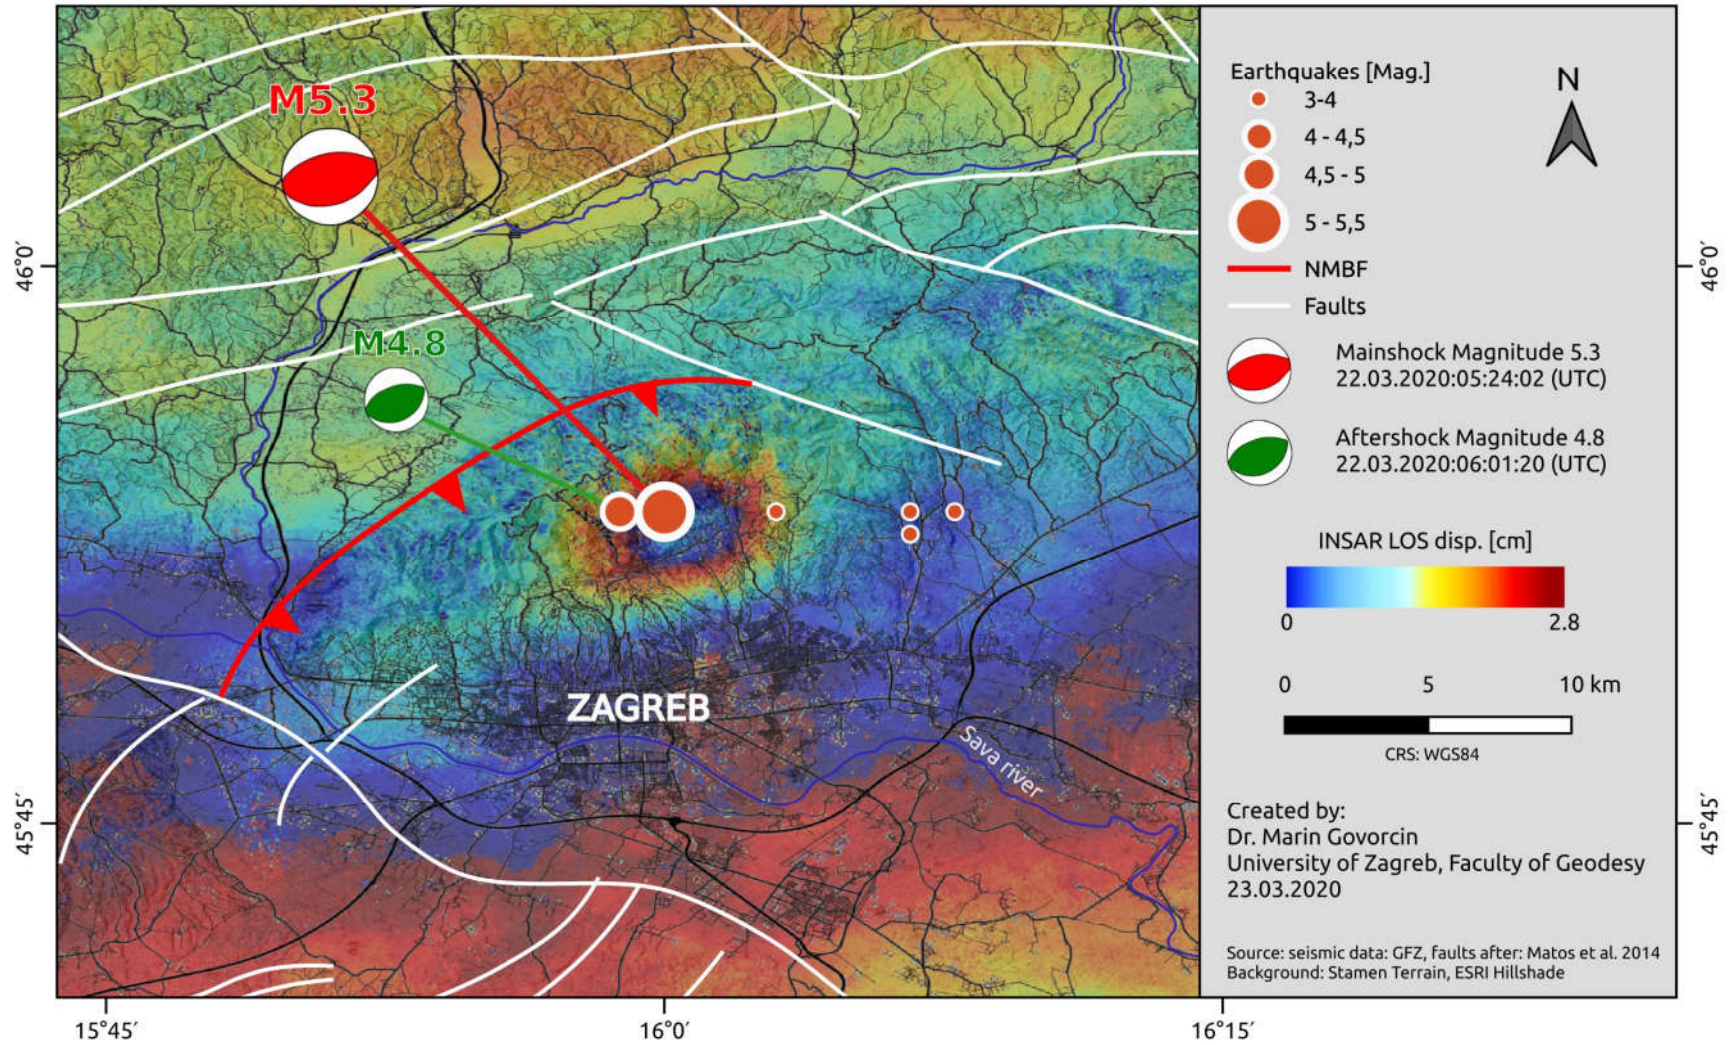 M5.3
M4.8
ZAGREB
Sava river
46°0′
45°45′
46°0′
45°45′
15°45′
16°0′
16°15′
Earthquakes [Mag.]
3-4
4 - 4,5
4,5 - 5
5 - 5,5
NMBF
Faults
N
Mainshock Magnitude 5.3
22.03.2020:05:24:02 (UTC)
Aftershock Magnitude 4.8
22.03.2020:06:01:20 (UTC)
INSAR LOS disp. [cm]
0 2.8
0 5 10 km
CRS: WGS84
Created by:
Dr. Marin Govorcin
University of Zagreb, Faculty of Geodesy
23.03.2020
Source: seismic data: GFZ, faults after: Matos et al. 2014
Background: Stamen Terrain, ESRI Hillshade